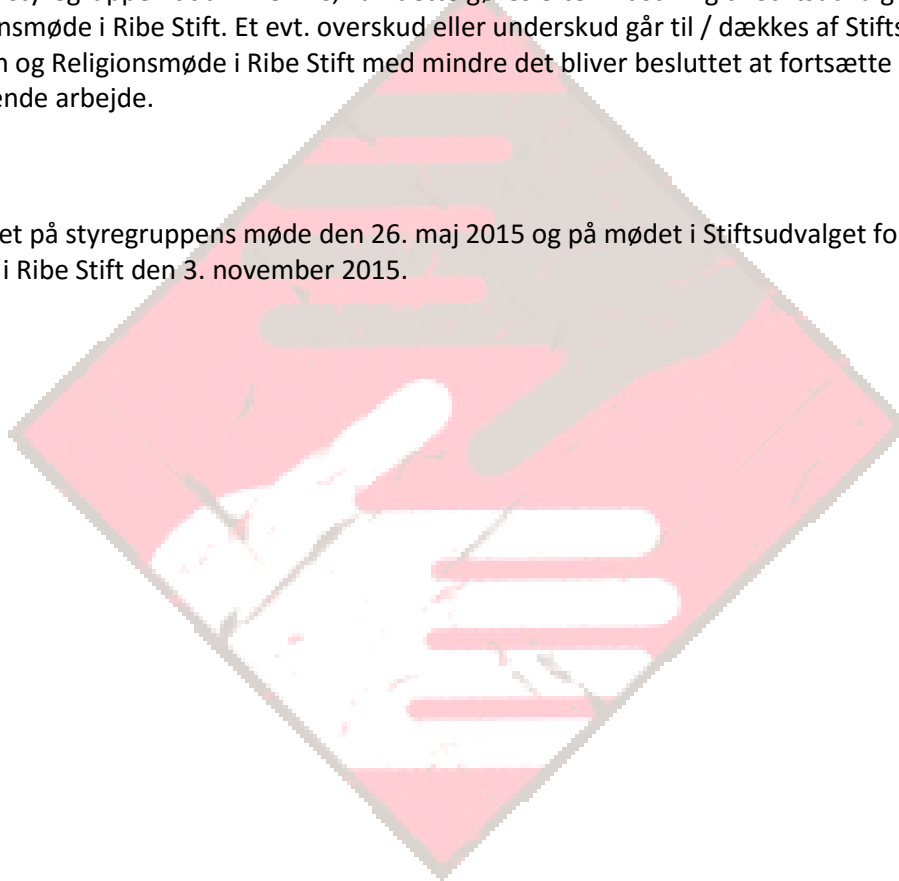 nsmøde i Ribe Stift. Et evt. overskud eller underskud går til / dækkes af Stifts
og Religionsmøde i Ribe Stift med mindre det bliver besluttet at fortsætte
ende arbejde.
et på styregruppens møde den 26. maj 2015 og på mødet i Stiftsudvalget fo
i Ribe Stift den 3. november 2015.